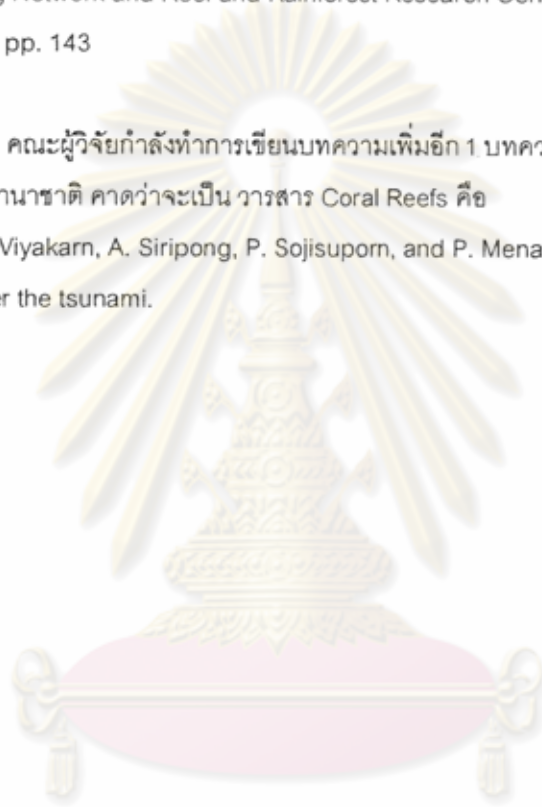 g Network and Reef and Rainforest Research Cen
pp. 143
คณะผู้วิจัยกำลังทำการเขียนบทความเพิ่มอีก 1 บทคว
านาชาติ คาดว่าจะเป็น วารสาร Coral Reefs คือ
Viyakarn, A. Siripong, P. Sojisuporn, and P. Mena
er the tsunami.